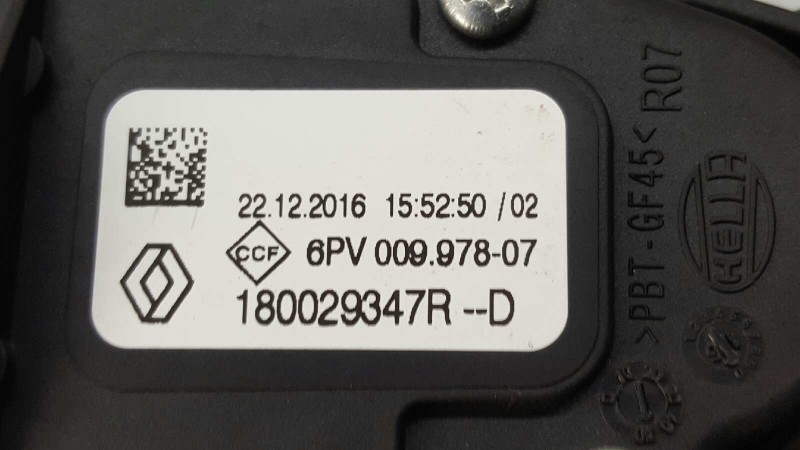 22.12.2016 15:52:50 /02
CCF 6PV 009.978-07
180029347R --D
>PBT-GF45< R07
HELLA